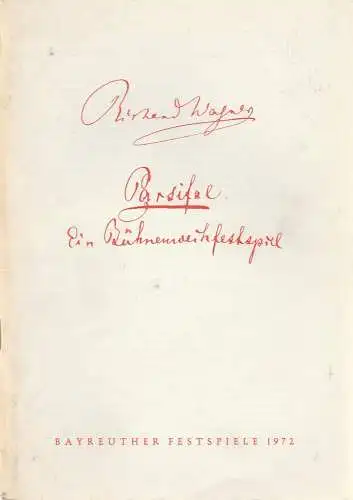 Richard Wagner
Parsifal.
Ein Bühnenweihfestspiel
BAYREUTHER FESTSPIELE 1972